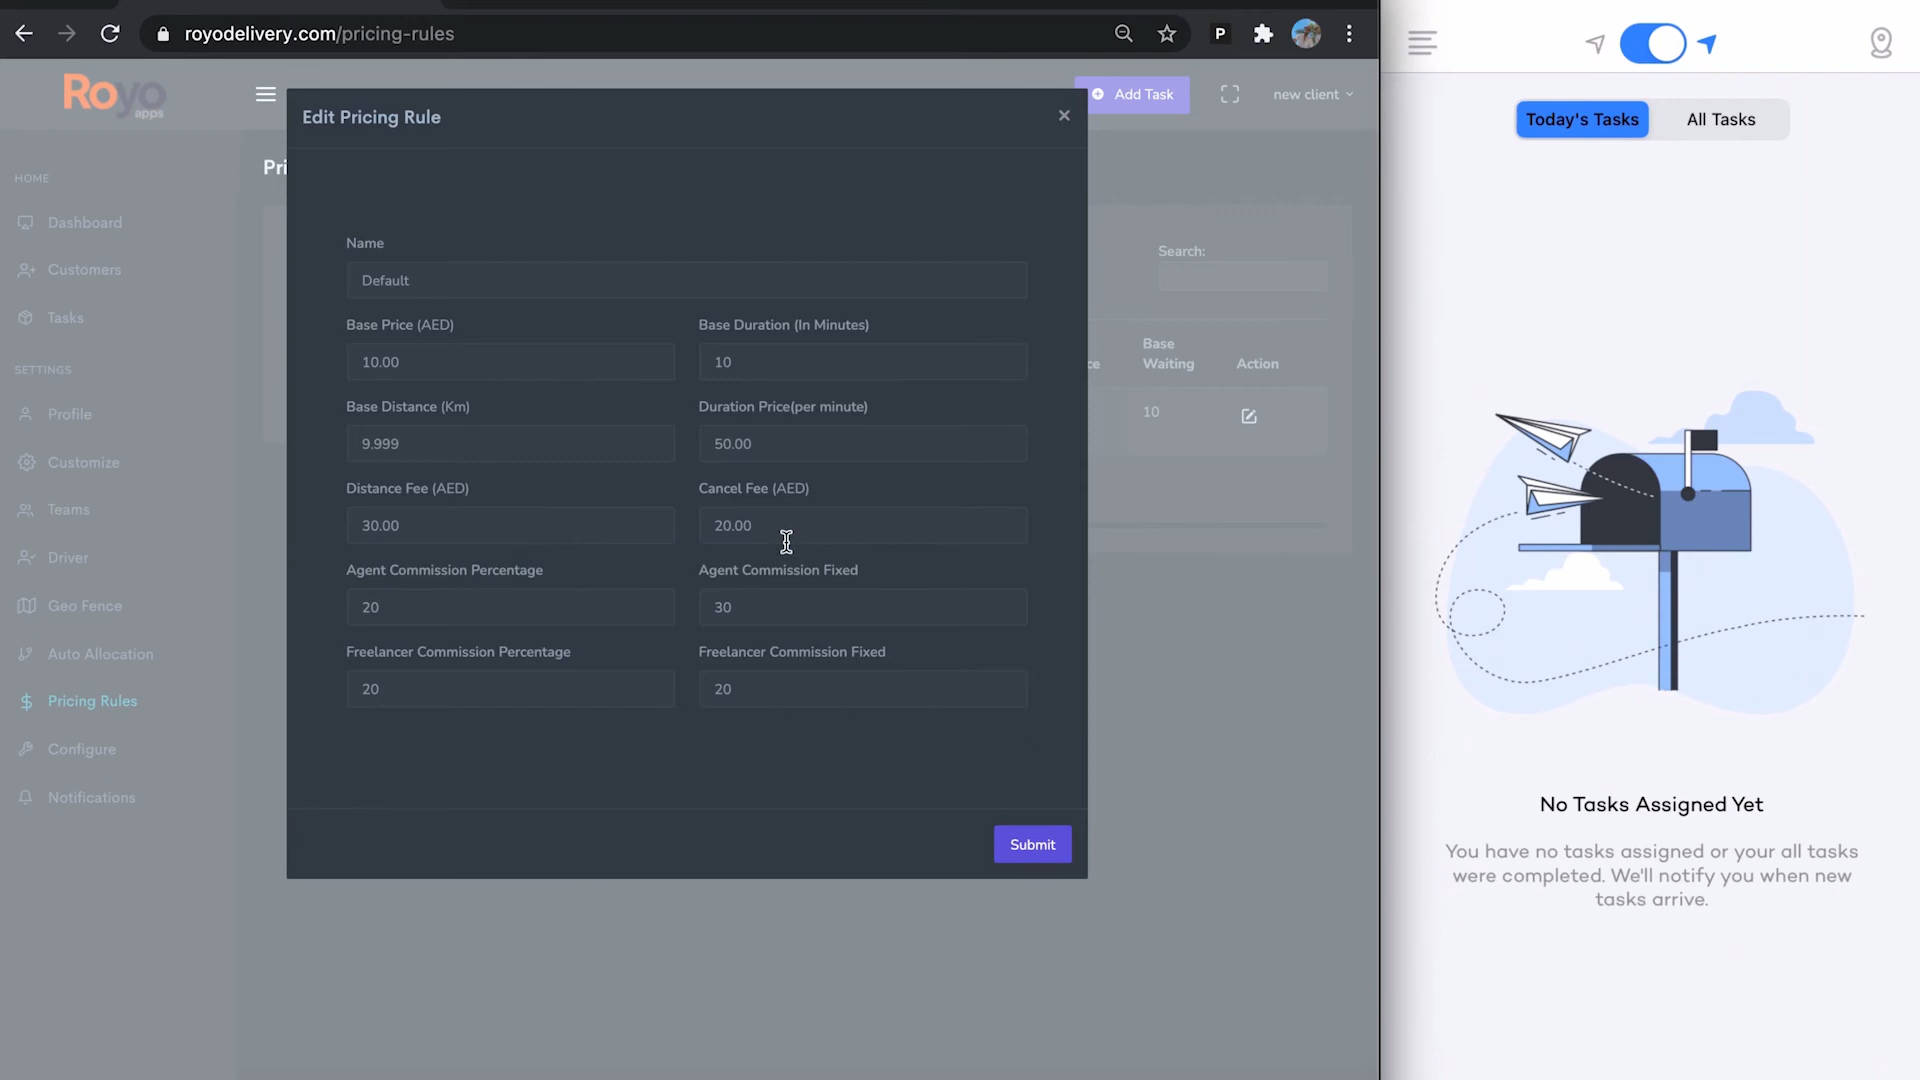 royodelivery.com/pricing-rules
P
Royo
apps
Add Task
new client
Edit Pricing Rule
Today's Tasks
All Tasks
HOME
Dashboard
Customers
Tasks
SETTINGS
Profile
Customize
Teams
Driver
Geo Fence
Auto Allocation
Pricing Rules
Configure
Notifications
Pri
Name
Default
Base Price (AED)
Base Duration (In Minutes)
10.00
10
Base Distance (Km)
Duration Price(per minute)
9.999
50.00
Distance Fee (AED)
Cancel Fee (AED)
30.00
20.00
Agent Commission Percentage
Agent Commission Fixed
20
30
Freelancer Commission Percentage
Freelancer Commission Fixed
20
20
Submit
Search:
ce
Base
Waiting
Action
10
No Tasks Assigned Yet
You have no tasks assigned or your all tasks
were completed. We'll notify you when new
tasks arrive.